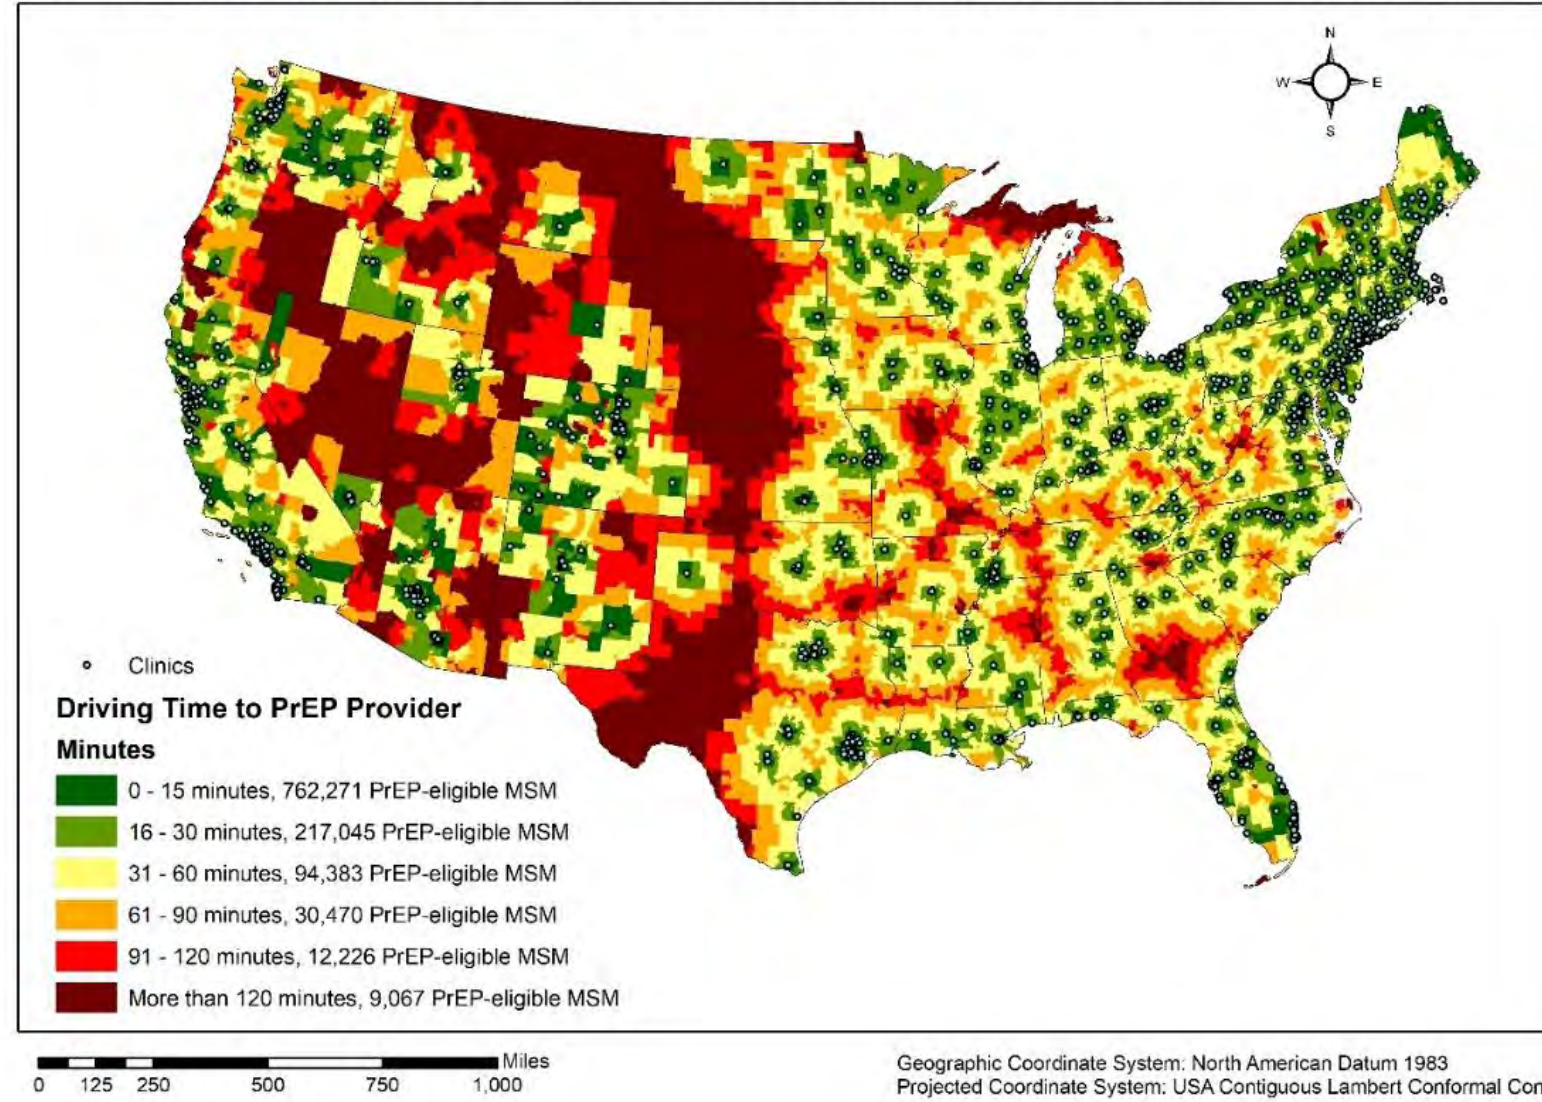 N
W E
S
Clinics
Driving Time to PrEP Provider
Minutes
0 - 15 minutes, 762,271 PrEP-eligible MSM
16 - 30 minutes, 217,045 PrEP-eligible MSM
31 - 60 minutes, 94,383 PrEP-eligible MSM
61 - 90 minutes, 30,470 PrEP-eligible MSM
91 - 120 minutes, 12,226 PrEP-eligible MSM
More than 120 minutes, 9,067 PrEP-eligible MSM
Miles
0 125 250 500 750 1,000
Geographic Coordinate System: North American Datum 1983
Projected Coordinate System: USA Contiguous Lambert Conformal Con